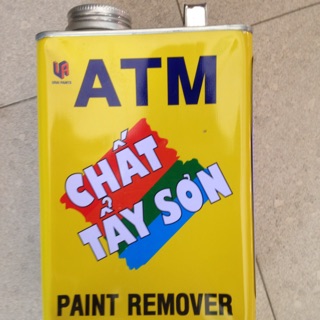 ATM
CHẤT
TẨY SƠN
PAINT REMOVER